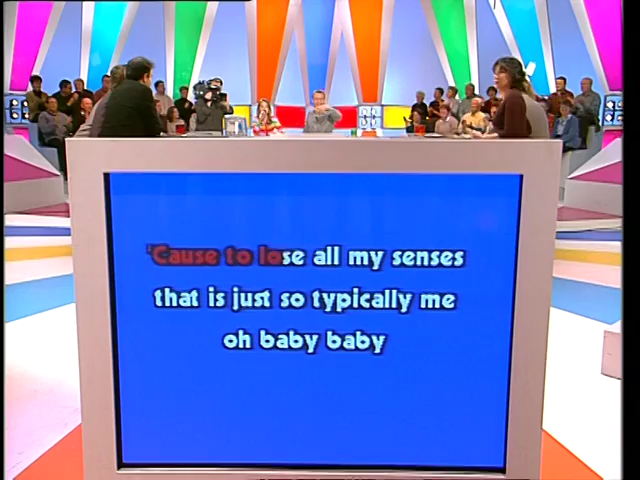 'Cause to lose all my senses
that is just so typically me
oh baby baby